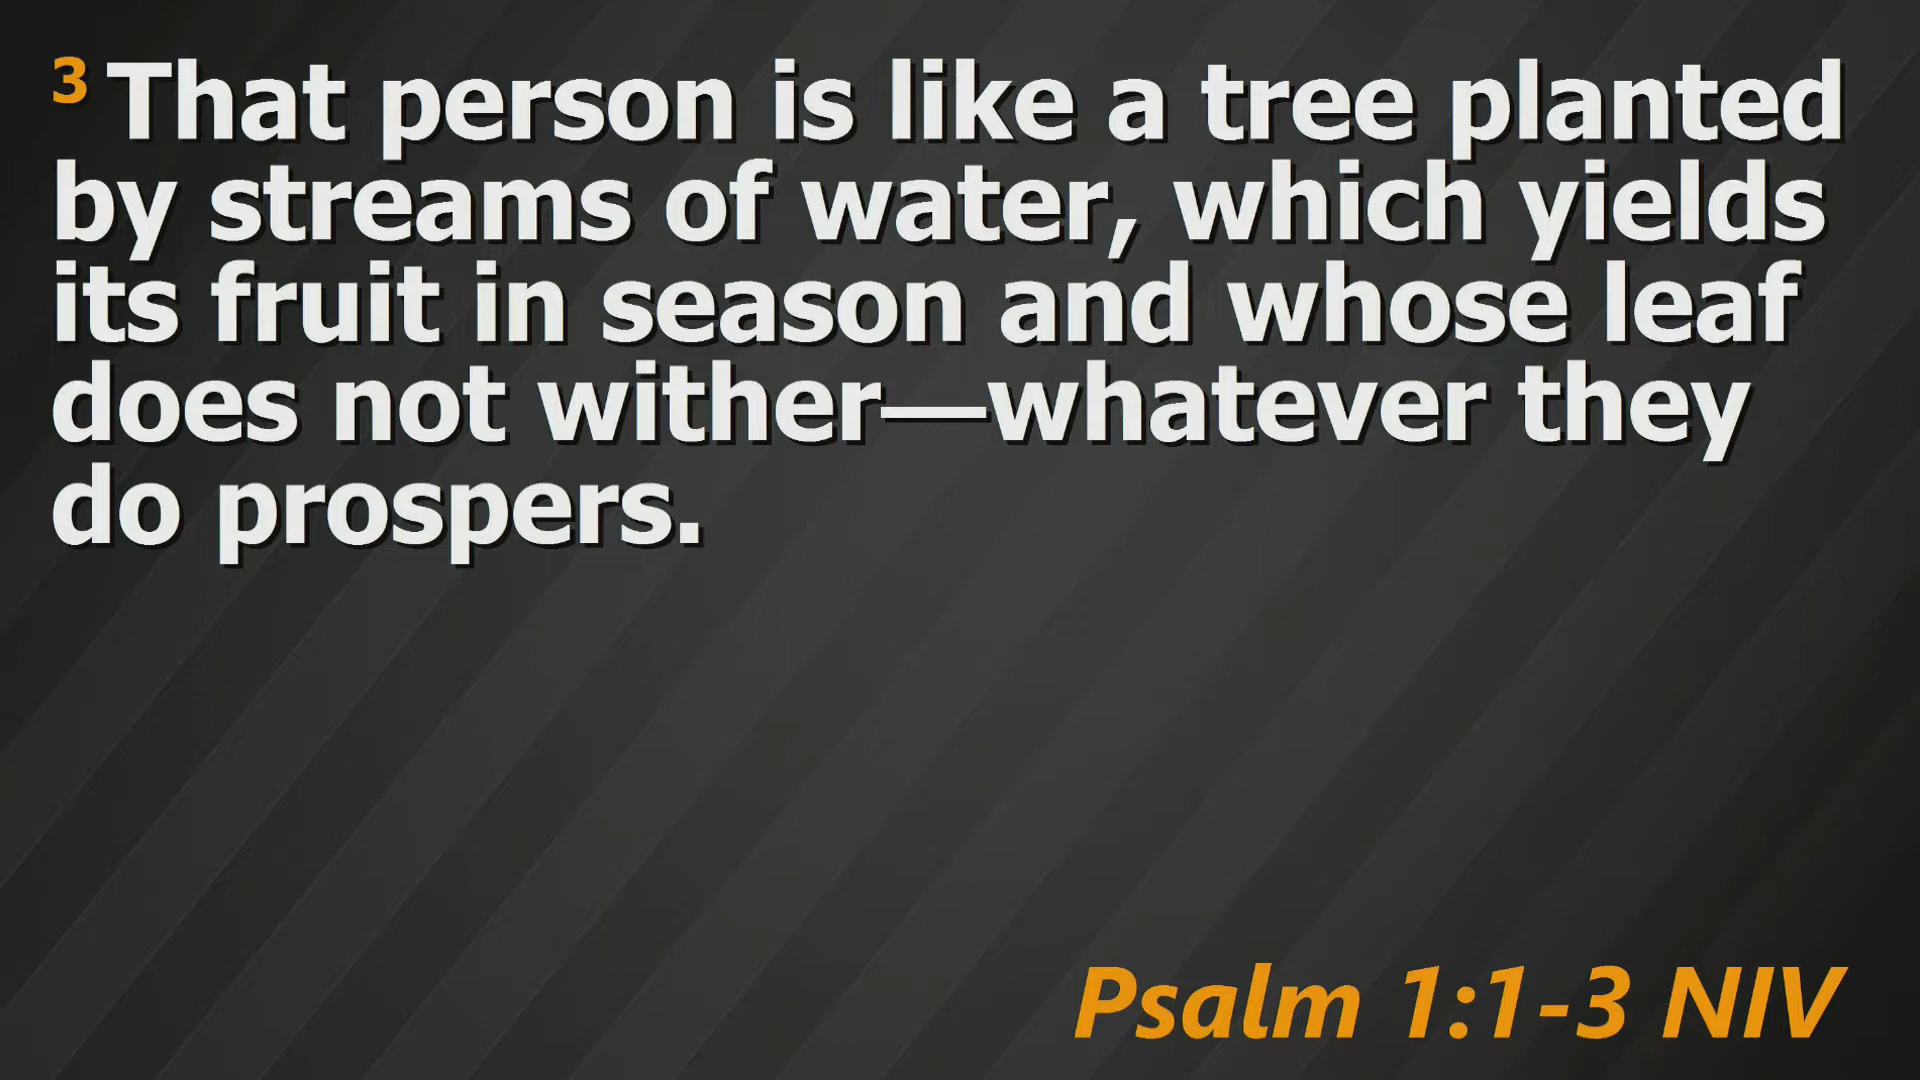 3 That person is like a tree planted
by streams of water, which yields
its fruit in season and whose leaf
does not wither—whatever they
do prospers.
Psalm 1:1-3 NIV